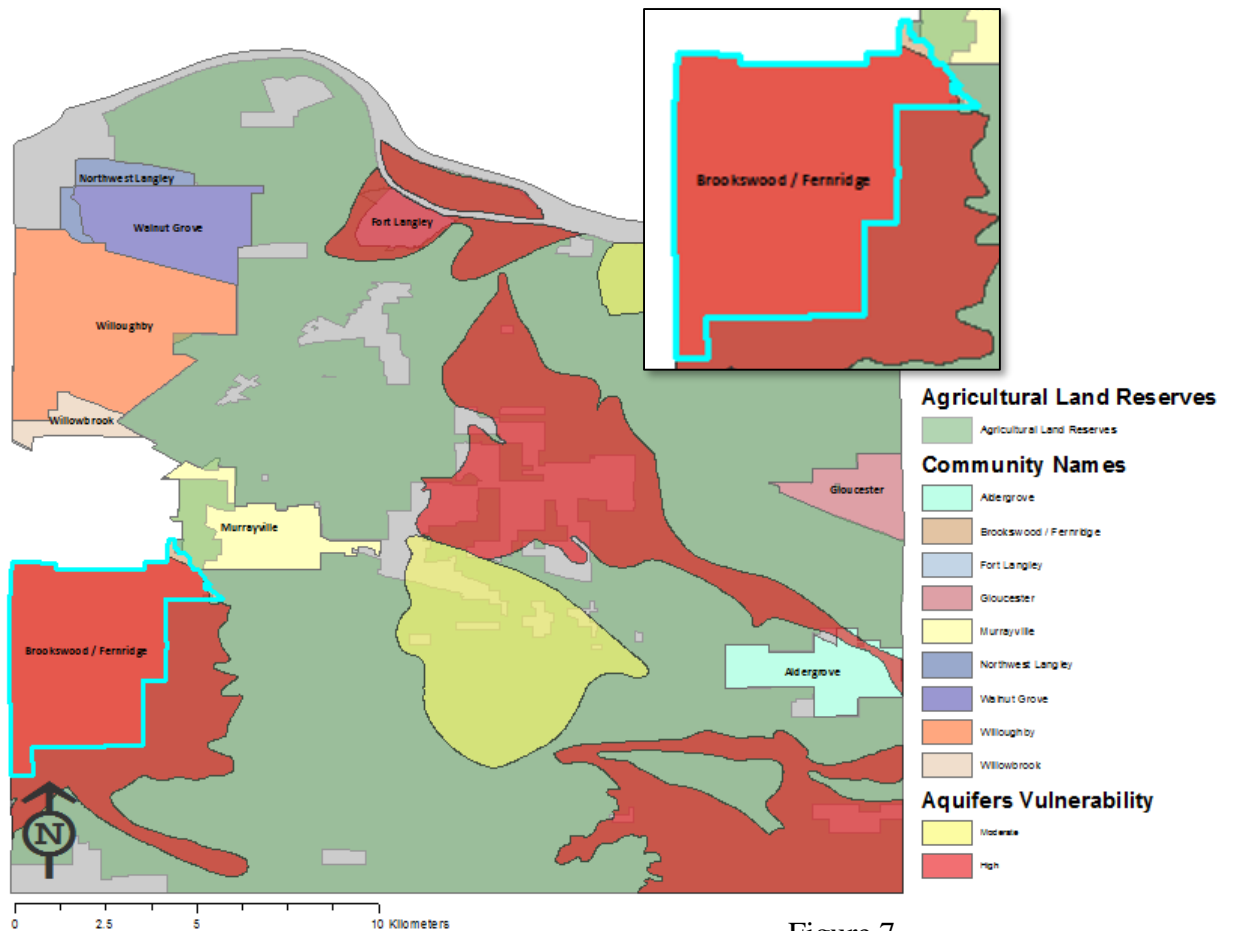 Brookswood / Fernridge
Northwest Langley
Walnut Grove
Fort Langley
Willoughby
Willowbrook
Murrayville
Gloucester
Brookswood / Fernridge
Aldergrove
N
0 2.5 5 10 Kilometers
Agricultural Land Reserves
Agricultural Land Reserves
Community Names
Aldergrove
Brookswood / Fernridge
Fort Langley
Gloucester
Murrayville
Northwest Langley
Walnut Grove
Willoughby
Willowbrook
Aquifers Vulnerability
Moderate
High
Figure 7